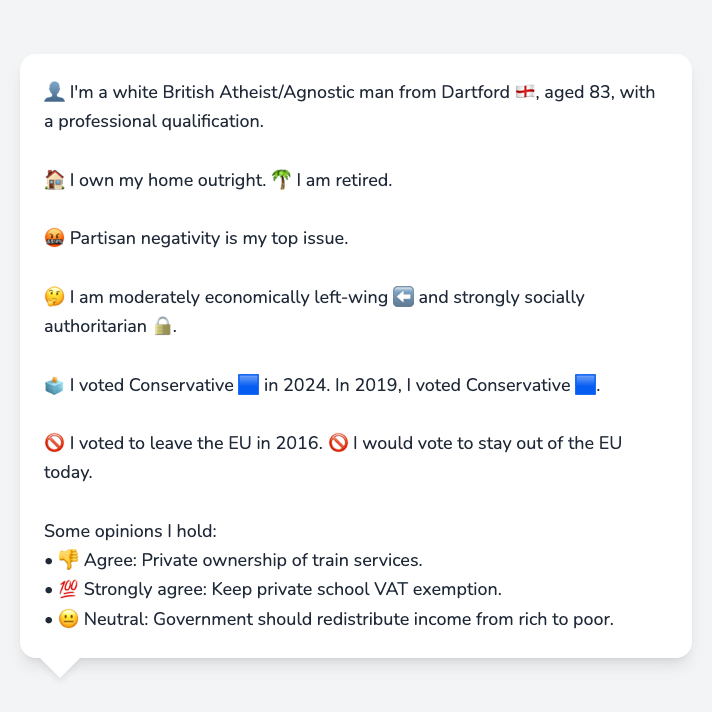 👤 I'm a white British Atheist/Agnostic man from Dartford 🏴󠁧󠁢󠁥󠁮󠁧󠁿, aged 83, with
a professional qualification.
🏠 I own my home outright. 🌴 I am retired.
🤬 Partisan negativity is my top issue.
🤔 I am moderately economically left-wing ⬅️ and strongly socially
authoritarian 🔒.
🗳️ I voted Conservative 🟦 in 2024. In 2019, I voted Conservative 🟦.
🚫 I voted to leave the EU in 2016. 🚫 I would vote to stay out of the EU
today.
Some opinions I hold:
• 👎 Agree: Private ownership of train services.
• 💯 Strongly agree: Keep private school VAT exemption.
• 😐 Neutral: Government should redistribute income from rich to poor.